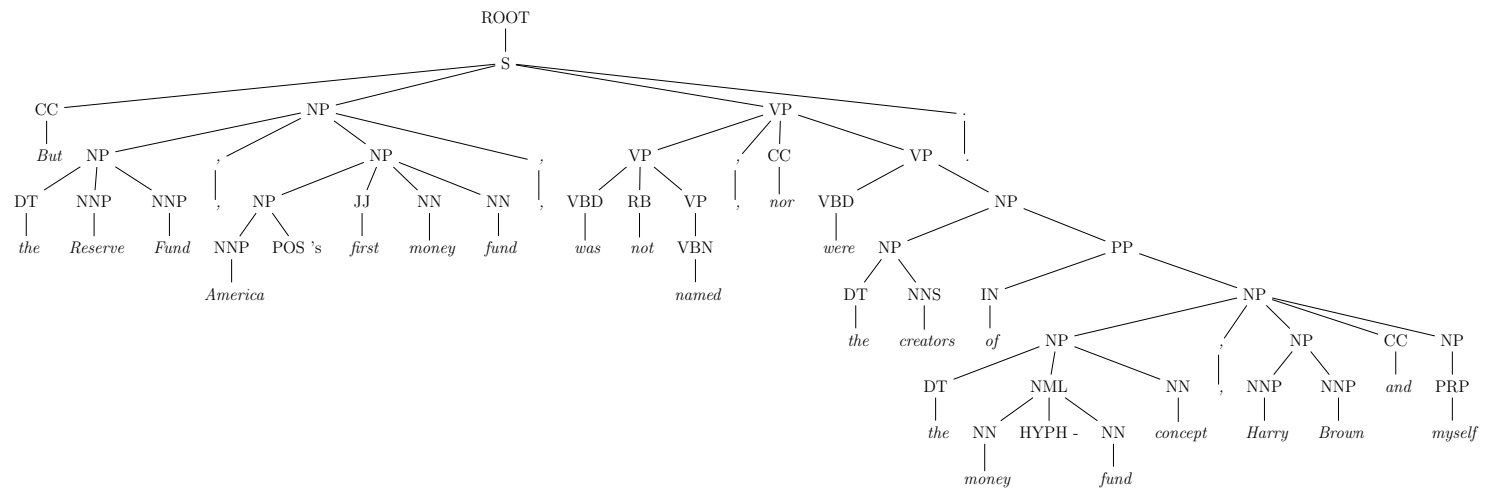 ROOT
S
CC NP VP .
But NP , NP , VP , CC VP .
DT NNP NNP , NP JJ NN NN , VBD RB VP , nor VBD NP
the Reserve Fund NNP POS 's first money fund was not VBN were NP PP
America named DT NNS IN NP
the creators of NP , NP CC NP
DT NML NN , NNP NNP and PRP
the NN HYPH - NN concept Harry Brown myself
money fund